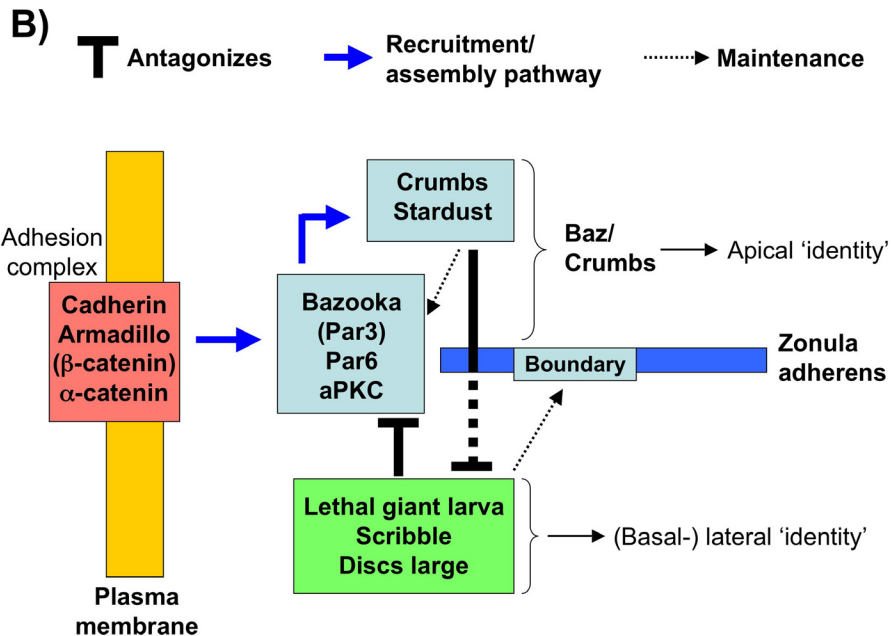 B)
Antagonizes
Recruitment/
assembly pathway
Maintenance
Adhesion
complex
Cadherin
Armadillo
(β-catenin)
α-catenin
Plasma
membrane
Crumbs
Stardust
Bazooka
(Par3)
Par6
aPKC
Baz/
Crumbs
Apical ‘identity’
Boundary
Zonula
adherens
Lethal giant larva
Scribble
Discs large
(Basal-) lateral ‘identity’